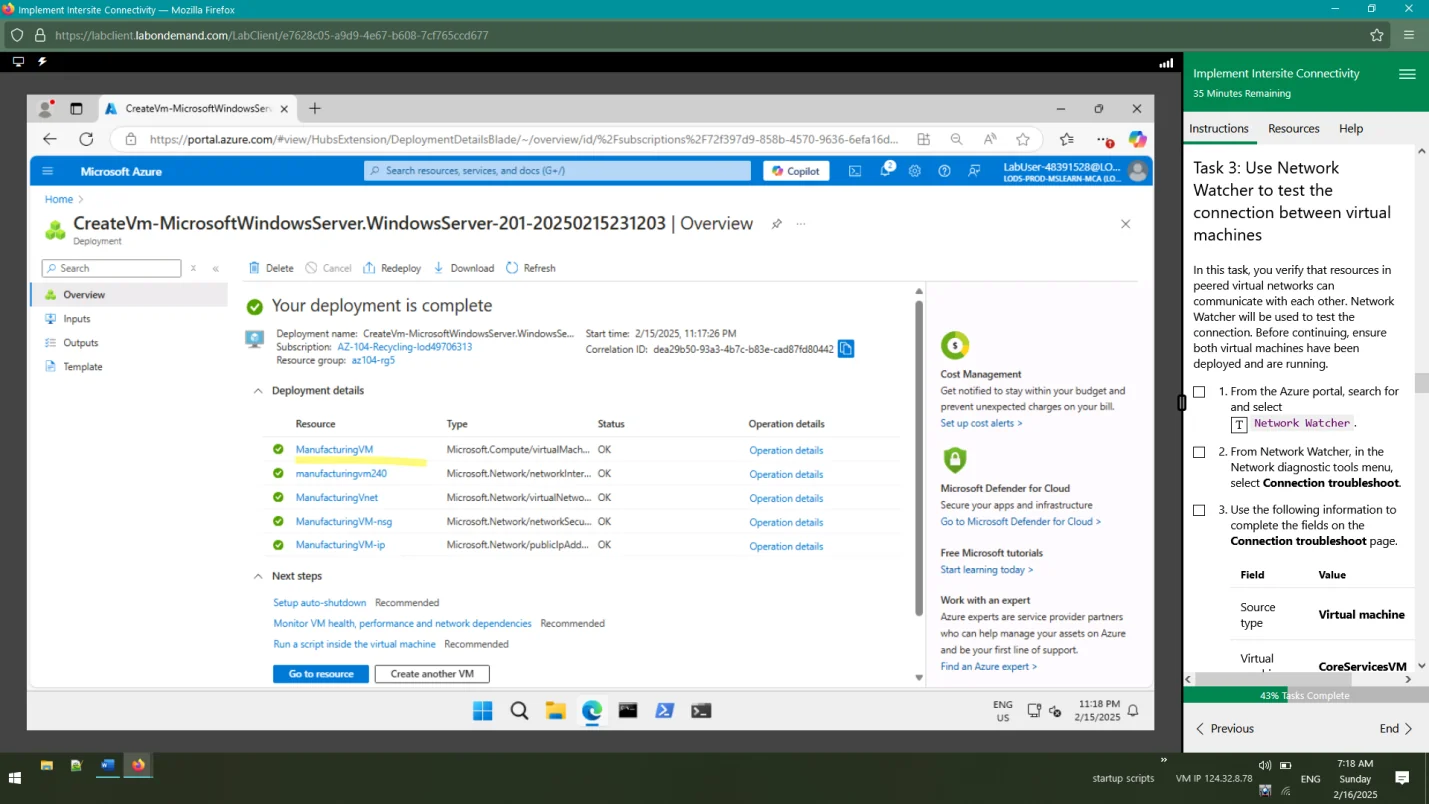 Implement Intersite Connectivity — Mozilla Firefox
https://labclient.labondemand.com/LabClient/e7628c05-a9d9-4e67-b608-7cf765ccd677
CreateVm-MicrosoftWindowsServ
https://portal.azure.com/#view/HubsExtension/DeploymentDetailsBlade/~/overview/id/%2Fsubscriptions%2F72f397d9-858b-4570-9636-6efa16d...
Microsoft Azure
Search resources, services, and docs (G+/)
Copilot
2
LabUser-48391528@LO...
LODS-PROD-MSLEARN-MCA (LO...
Home >
CreateVm-MicrosoftWindowsServer.WindowsServer-201-20250215231203 | Overview
Deployment
Search
Delete
Cancel
Redeploy
Download
Refresh
Overview
Inputs
Outputs
Template
Your deployment is complete
Deployment name: CreateVm-MicrosoftWindowsServer.WindowsSe...
Subscription: AZ-104-Recycling-lod49706313
Resource group: az104-rg5
Start time: 2/15/2025, 11:17:26 PM
Correlation ID: dea29b50-93a3-4b7c-b83e-cad87fd80442
Deployment details
Resource Type Status Operation details
ManufacturingVM Microsoft.Compute/virtualMach... OK Operation details
manufacturingvm240 Microsoft.Network/networkInter... OK Operation details
ManufacturingVnet Microsoft.Network/virtualNetwo... OK Operation details
ManufacturingVM-nsg Microsoft.Network/networkSecu... OK Operation details
ManufacturingVM-ip Microsoft.Network/publicIpAdd... OK Operation details
Next steps
Setup auto-shutdown Recommended
Monitor VM health, performance and network dependencies Recommended
Run a script inside the virtual machine Recommended
Go to resource
Create another VM
Cost Management
Get notified to stay within your budget and
prevent unexpected charges on your bill.
Set up cost alerts >
Microsoft Defender for Cloud
Secure your apps and infrastructure
Go to Microsoft Defender for Cloud >
Free Microsoft tutorials
Start learning today >
Work with an expert
Azure experts are service provider partners
who can help manage your assets on Azure
and be your first line of support.
Find an Azure expert >
ENG
US
11:18 PM
2/15/2025
Implement Intersite Connectivity
35 Minutes Remaining
Instructions Resources Help
Task 3: Use Network
Watcher to test the
connection between virtual
machines
In this task, you verify that resources in
peered virtual networks can
communicate with each other. Network
Watcher will be used to test the
connection. Before continuing, ensure
both virtual machines have been
deployed and are running.
1. From the Azure portal, search for
and select
T Network Watcher .
2. From Network Watcher, in the
Network diagnostic tools menu,
select Connection troubleshoot.
3. Use the following information to
complete the fields on the
Connection troubleshoot page.
Field Value
Source
type
Virtual machine
Virtual
CoreServicesVM
43% Tasks Complete
Previous
End
startup scripts
VM IP 124.32.8.78
ENG
7:18 AM
Sunday
2/16/2025